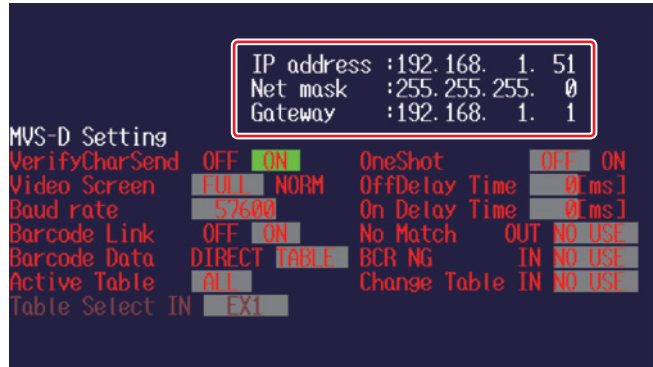 IP address :192.168. 1. 51
Net mask :255.255.255. 0
Gateway :192.168. 1. 1
MVS-D Setting
VerifyCharSend OFF ON OneShot OFF ON
Video Screen FULL NORM OffDelay Time 0[ms]
Baud rate 57600 On Delay Time 0[ms]
Barcode Link OFF ON No Match OUT NO USE
Barcode Data DIRECT TABLE BCR NG IN NO USE
Active Table ALL Change Table IN NO USE
Table Select IN EX1